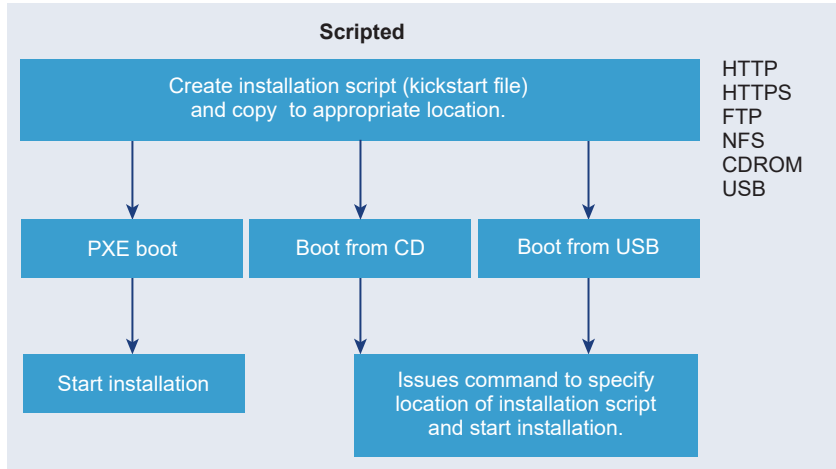 Scripted
Create installation script (kickstart file)
and copy to appropriate location.
HTTP
HTTPS
FTP
NFS
CDROM
USB
PXE boot
Boot from CD
Boot from USB
Start installation
Issues command to specify
location of installation script
and start installation.